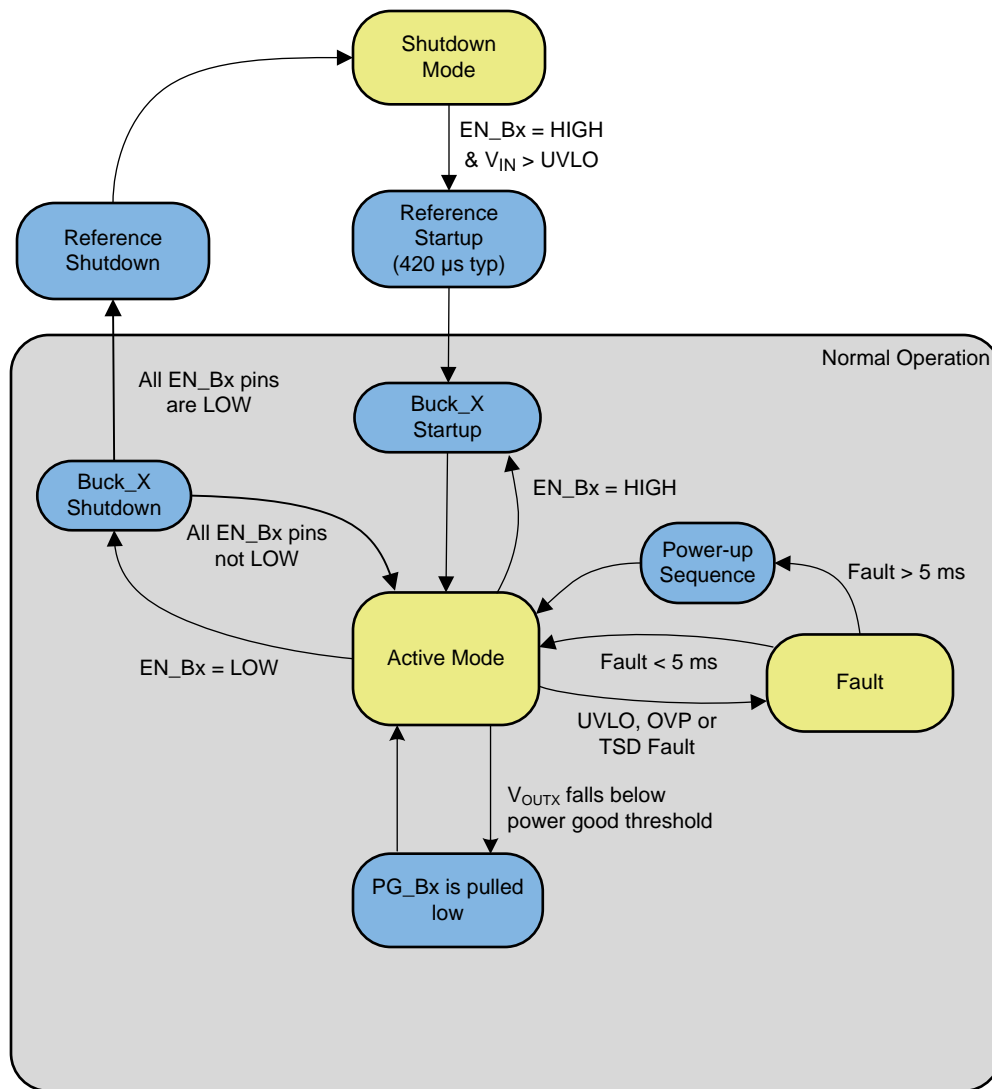 Shutdown
Mode
EN_Bx = HIGH
& VIN > UVLO
Reference
Shutdown
Reference
Startup
(420 µs typ)
Normal Operation
All EN_Bx pins
are LOW
Buck_X
Startup
Buck_X
Shutdown
EN_Bx = HIGH
All EN_Bx pins
not LOW
Power-up
Sequence
Fault > 5 ms
Active Mode
EN_Bx = LOW
Fault < 5 ms
Fault
UVLO, OVP or
TSD Fault
VOUTX falls below
power good threshold
PG_Bx is pulled
low